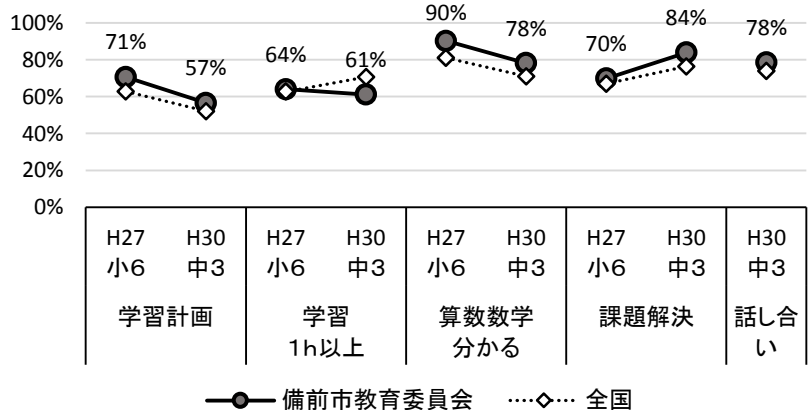 100%
80%
60%
40%
20%
0%
71%
57%
64%
61%
90%
78%
70%
84%
78%
H27
小6
H30
中3
H27
小6
H30
中3
H27
小6
H30
中3
H27
小6
H30
中3
H30
中3
学習計画
学習
1h以上
算数数学
分かる
課題解決
話し合
い
備前市教育委員会
全国